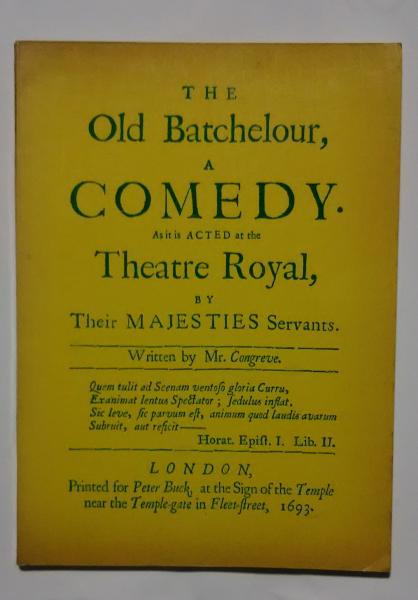 THE
Old Batchelour,
A
COMEDY.
As it is ACTED at the
Theatre Royal,
BY
Their MAJESTIES Servants.
Written by Mr. Congreve.
Quem tulit ad Scenam ventoſo gloria Curru,
Exanimat lentus Spectator ; ſedulus inflat.
Sic leve, ſic parvum eſt, animum quod laudis avarum
Subruit, aut reficit——
Horat. Epiſt. I. Lib. II.
LONDON,
Printed for Peter Buck, at the Sign of the Temple
near the Temple-gate in Fleet-ſtreet, 1693.